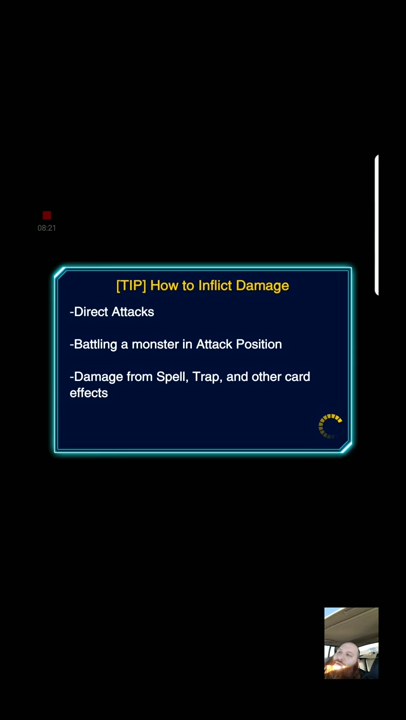 08:21
[TIP] How to Inflict Damage
-Direct Attacks
-Battling a monster in Attack Position
-Damage from Spell, Trap, and other card
effects